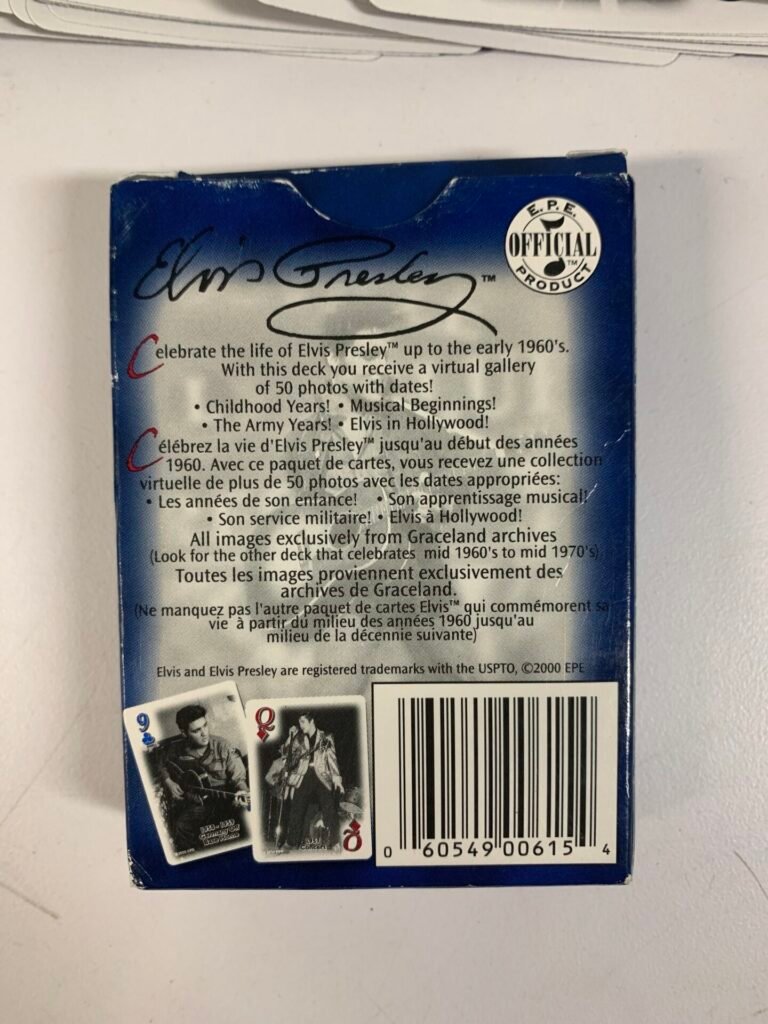 Elvis Presley™
E.P.E.
OFFICIAL
™
PRODUCT
Celebrate the life of Elvis Presley™ up to the early 1960's.
With this deck you receive a virtual gallery
of 50 photos with dates!
• Childhood Years! • Musical Beginnings!
• The Army Years! • Elvis in Hollywood!
Célébrez la vie d'Elvis Presley™ jusqu'au début des années
1960. Avec ce paquet de cartes, vous recevez une collection
virtuelle de plus de 50 photos avec les dates appropriées:
• Les années de son enfance! • Son apprentissage musical!
• Son service militaire! • Elvis à Hollywood!
All images exclusively from Graceland archives
(Look for the other deck that celebrates mid 1960's to mid 1970's)
Toutes les images proviennent exclusivement des
archives de Graceland.
(Ne manquez pas l'autre paquet de cartes Elvis™ qui commémorent sa
vie à partir du milieu des années 1960 jusqu'au
milieu de la décennie suivante)
Elvis and Elvis Presley are registered trademarks with the USPTO, ©2000 EPE
9
1958-1959
Q
1957
Concert
Q
0 60549 00615 4